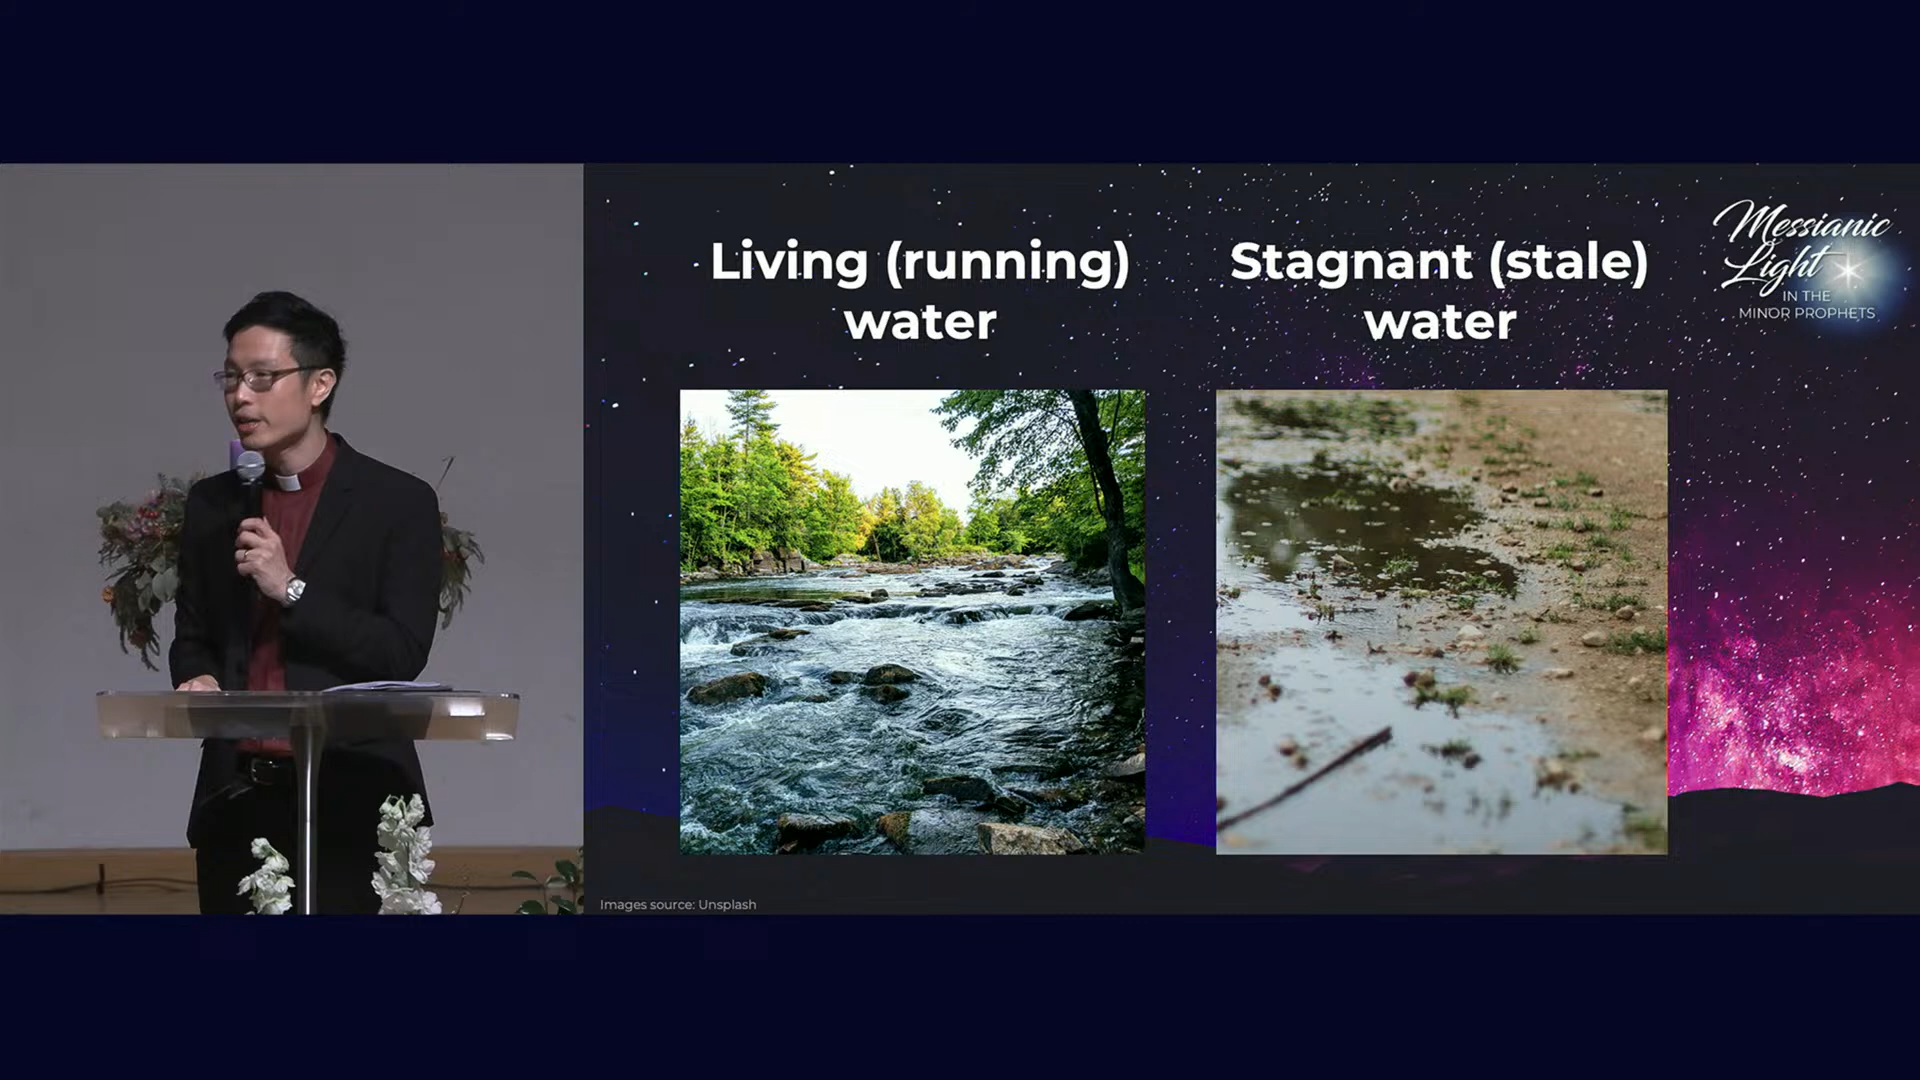 Living (running)
water
Stagnant (stale)
water
Messianic
Light
IN THE
MINOR PROPHETS
Images source: Unsplash